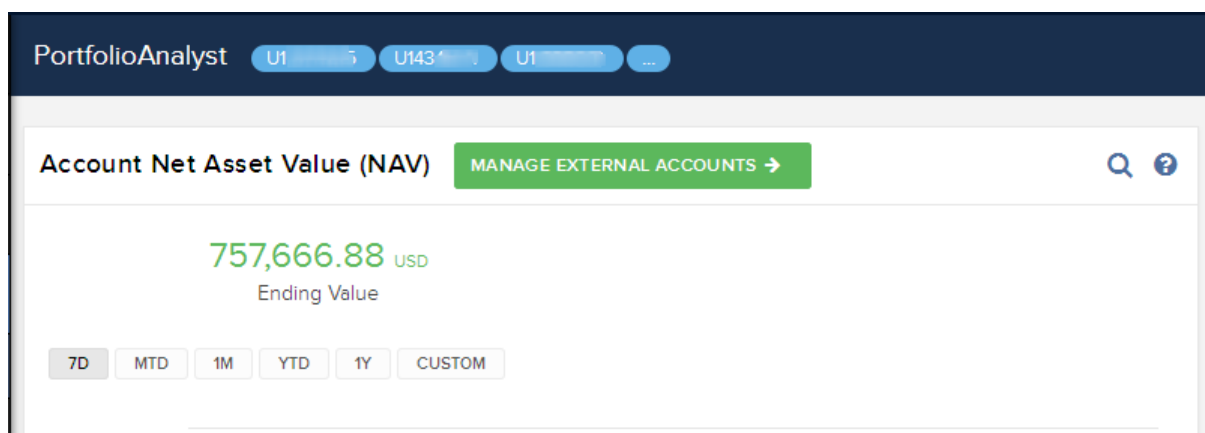 PortfolioAnalyst U1 5 U143 U1 ...
Account Net Asset Value (NAV) MANAGE EXTERNAL ACCOUNTS →
757,666.88 USD
Ending Value
7D MTD 1M YTD 1Y CUSTOM